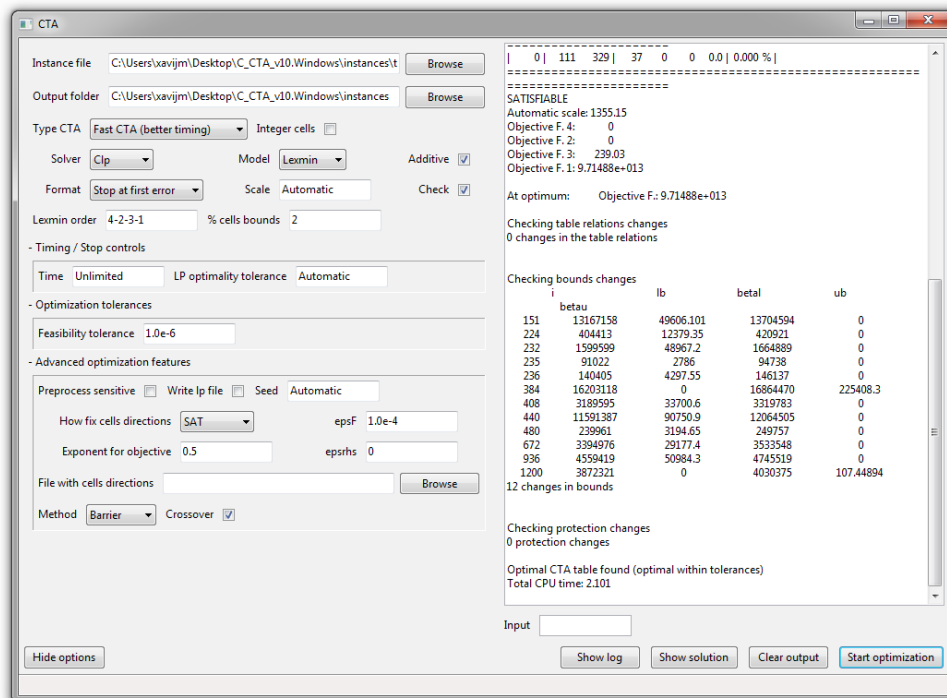 CTA
Instance file C:\Users\xavijm\Desktop\C_CTA_v10.Windows\instances\t Browse
Output folder C:\Users\xavijm\Desktop\C_CTA_v10.Windows\instances Browse
Type CTA Fast CTA (better timing) Integer cells
Solver Clp Model Lexmin Additive
Format Stop at first error Scale Automatic Check
Lexmin order 4-2-3-1 % cells bounds 2
- Timing / Stop controls
Time Unlimited LP optimality tolerance Automatic
- Optimization tolerances
Feasibility tolerance 1.0e-6
- Advanced optimization features
Preprocess sensitive Write lp file Seed Automatic
How fix cells directions SAT epsF 1.0e-4
Exponent for objective 0.5 epsrhs 0
File with cells directions Browse
Method Barrier Crossover
Hide options
-----------------------
| 0 | 111 329 | 37 0 0 0.0 | 0.000 % |
===========================================================
=======================
SATISFIABLE
Automatic scale: 1355.15
Objective F. 4: 0
Objective F. 2: 0
Objective F. 3: 239.03
Objective F. 1: 9.71488e+013
At optimum: Objective F.: 9.71488e+013
Checking table relations changes
0 changes in the table relations
Checking bounds changes
i lb betal ub
betau
151 13167158 49606.101 13704594 0
224 404413 12379.35 420921 0
232 1599599 48967.2 1664889 0
235 91022 2786 94738 0
236 140405 4297.55 146137 0
384 16203118 0 16864470 225408.3
408 3189595 33700.6 3319783 0
440 11591387 90750.9 12064505 0
480 239961 3194.65 249757 0
672 3394976 29177.4 3533548 0
936 4559419 50984.3 4745519 0
1200 3872321 0 4030375 107.44894
12 changes in bounds
Checking protection changes
0 protection changes
Optimal CTA table found (optimal within tolerances)
Total CPU time: 2.101
Input
Show log Show solution Clear output Start optimization